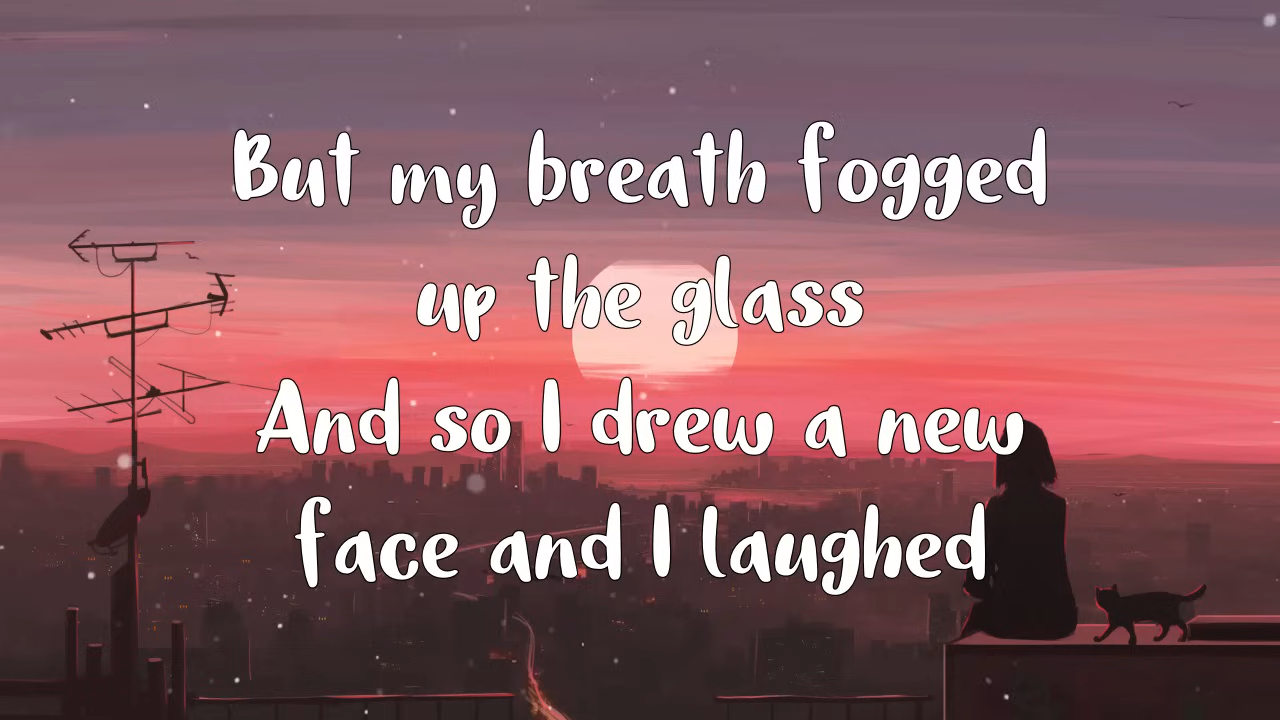 But my breath fogged
up the glass
And so I drew a new
face and I laughed